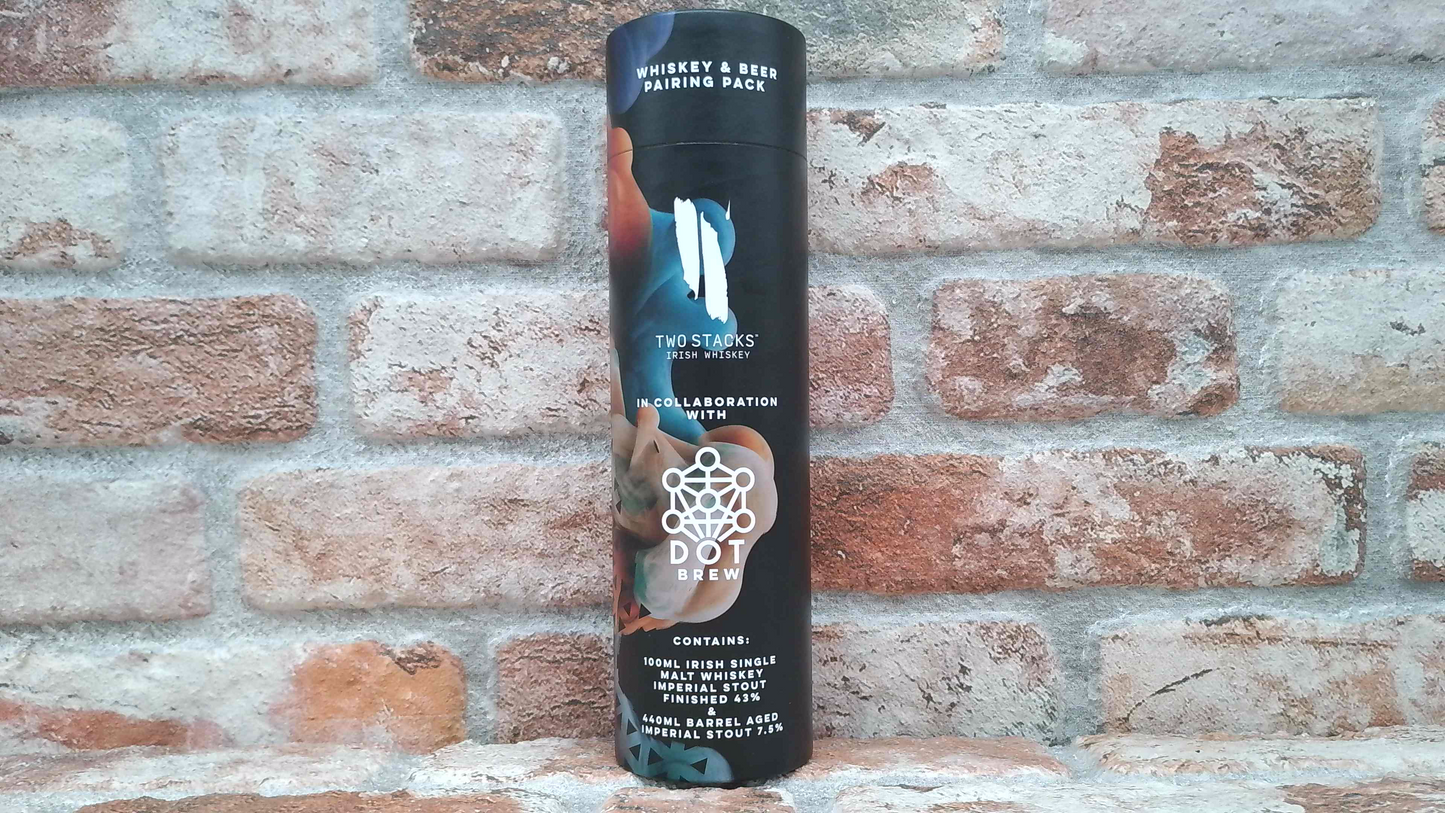 WHISKEY & BEER
PAIRING PACK
TWO STACKS™
IRISH WHISKEY
IN COLLABORATION
WITH
DOT
BREW
CONTAINS:
100ML IRISH SINGLE
MALT WHISKEY
IMPERIAL STOUT
FINISHED 43%
&
440ML BARREL AGED
IMPERIAL STOUT 7.5%